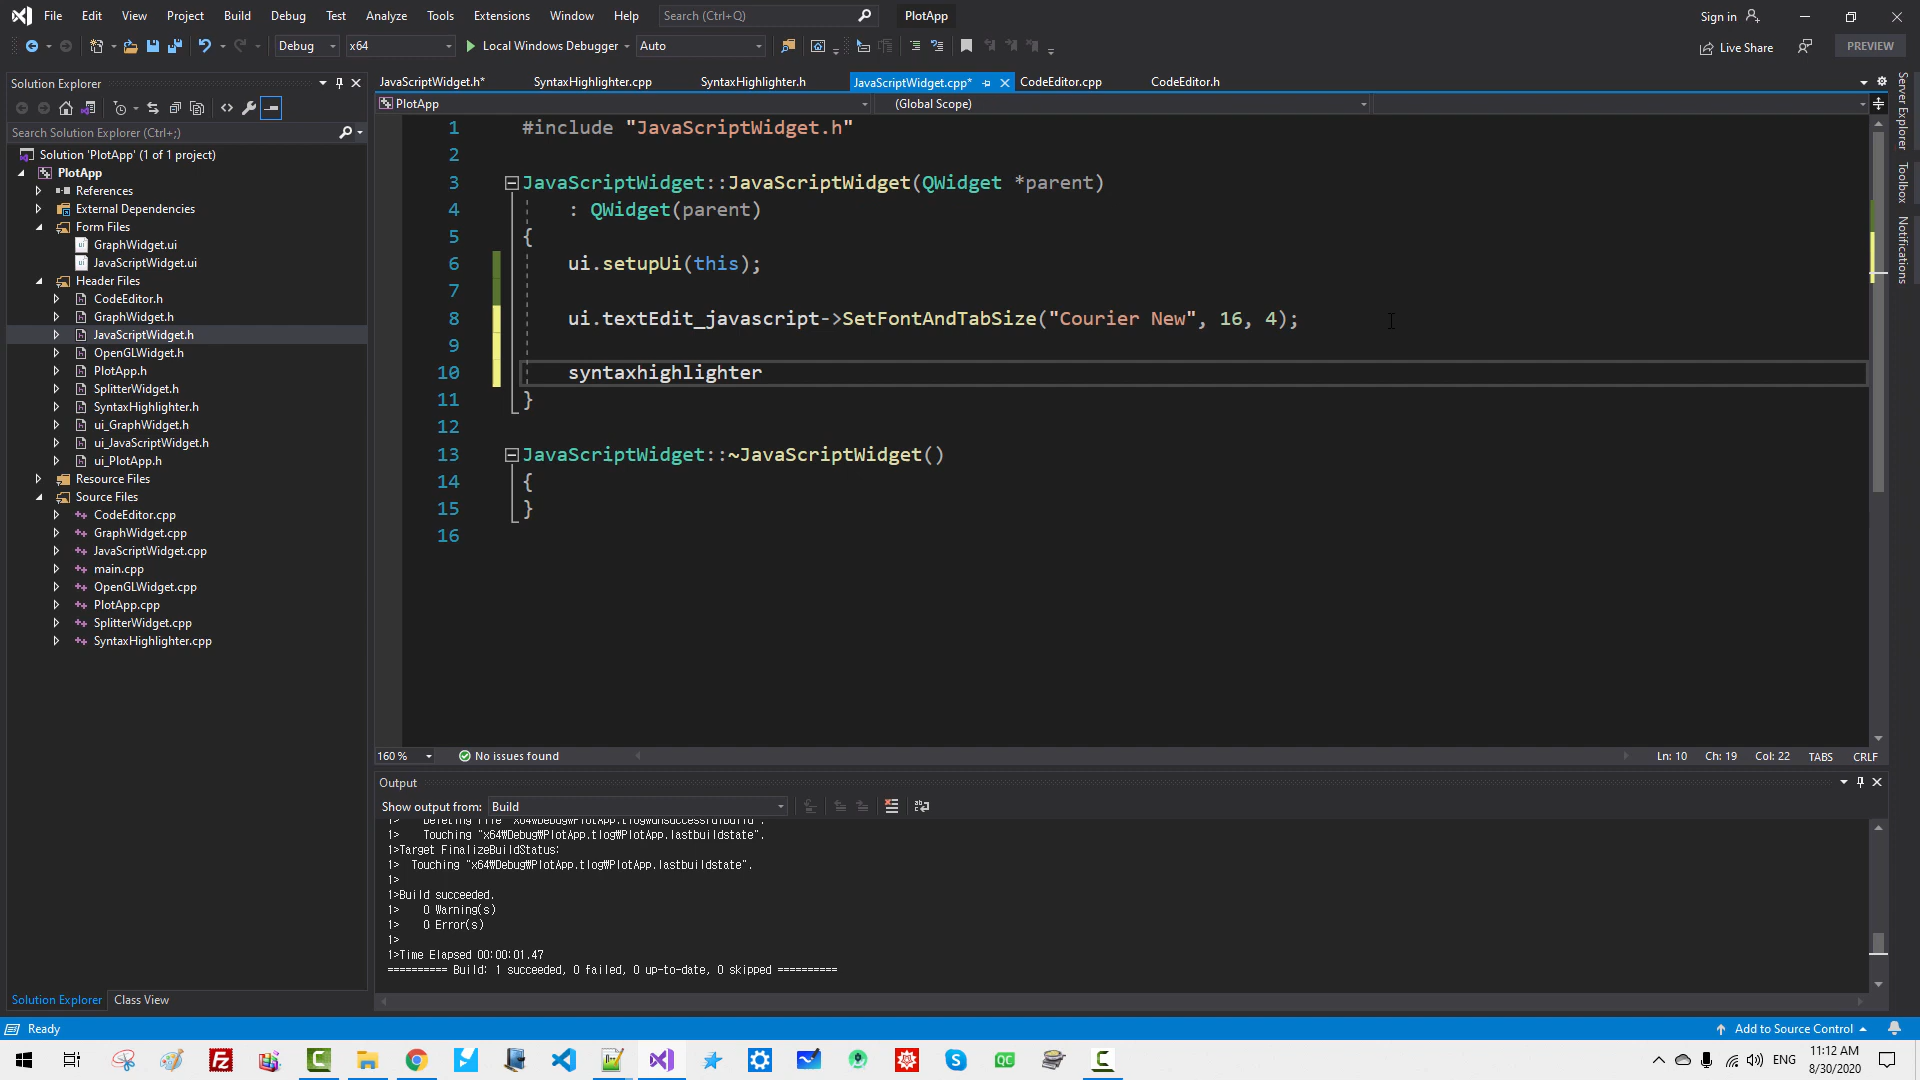 File Edit View Project Build Debug Test Analyze Tools Extensions Window Help Search (Ctrl+Q) PlotApp Sign in
Debug x64 Local Windows Debugger Auto Live Share PREVIEW
Solution Explorer
Search Solution Explorer (Ctrl+;)
Solution 'PlotApp' (1 of 1 project)
PlotApp
References
External Dependencies
Form Files
GraphWidget.ui
JavaScriptWidget.ui
Header Files
CodeEditor.h
GraphWidget.h
JavaScriptWidget.h
OpenGLWidget.h
PlotApp.h
SplitterWidget.h
SyntaxHighlighter.h
ui_GraphWidget.h
ui_JavaScriptWidget.h
ui_PlotApp.h
Resource Files
Source Files
CodeEditor.cpp
GraphWidget.cpp
JavaScriptWidget.cpp
main.cpp
OpenGLWidget.cpp
PlotApp.cpp
SplitterWidget.cpp
SyntaxHighlighter.cpp
Solution Explorer Class View
JavaScriptWidget.h* SyntaxHighlighter.cpp SyntaxHighlighter.h JavaScriptWidget.cpp* CodeEditor.cpp CodeEditor.h
PlotApp (Global Scope)
1 #include "JavaScriptWidget.h"
2
3 JavaScriptWidget::JavaScriptWidget(QWidget *parent)
4 : QWidget(parent)
5 {
6 ui.setupUi(this);
7
8 ui.textEdit_javascript->SetFontAndTabSize("Courier New", 16, 4);
9
10 syntaxhighlighter
11 }
12
13 JavaScriptWidget::~JavaScriptWidget()
14 {
15 }
16
160 % No issues found Ln: 10 Ch: 19 Col: 22 TABS CRLF
Output
Show output from: Build
1> Deleting file "x64₩Debug₩PlotApp.tlog₩unsuccessfulbuild".
1> Touching "x64₩Debug₩PlotApp.tlog₩PlotApp.lastbuildstate".
1>Target FinalizeBuildStatus:
1> Touching "x64₩Debug₩PlotApp.tlog₩PlotApp.lastbuildstate".
1>
1>Build succeeded.
1> 0 Warning(s)
1> 0 Error(s)
1>
1>Time Elapsed 00:00:01.47
========== Build: 1 succeeded, 0 failed, 0 up-to-date, 0 skipped ==========
Server Explorer
Toolbox
Notifications
Ready Add to Source Control
ENG 11:12 AM
8/30/2020